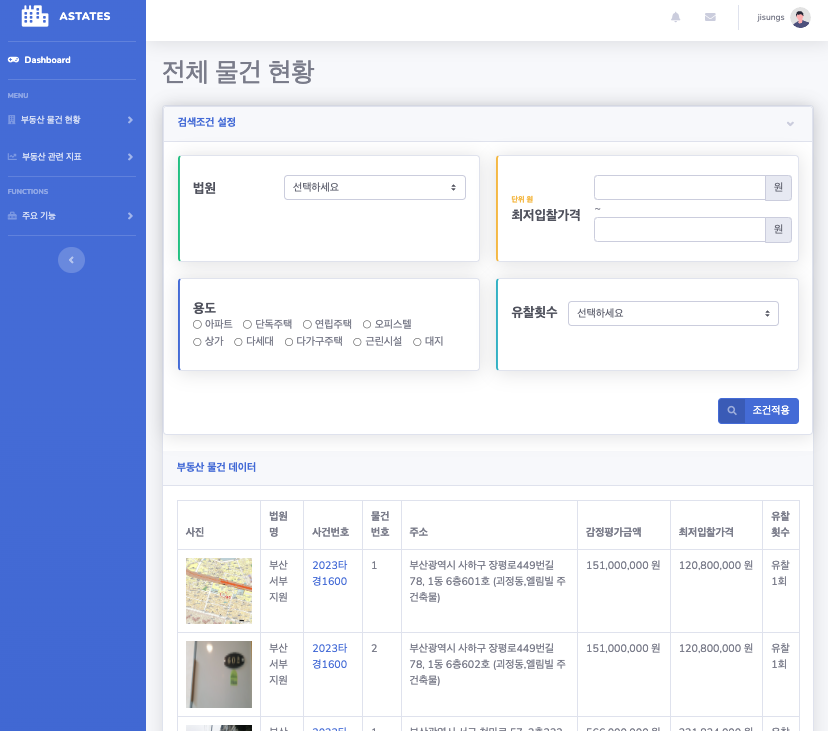 ASTATES
jisungs
Dashboard
MENU
부동산 물건 현황
부동산 관련 지표
FUNCTIONS
주요 기능
전체 물건 현황
검색조건 설정
법원
선택하세요
단위 원
최저입찰가격
원
~
원
용도
아파트 단독주택 연립주택 오피스텔
상가 다세대 다가구주택 근린시설 대지
유찰횟수
선택하세요
조건적용
부동산 물건 데이터
사진 법원명 사건번호 물건번호 주소 감정평가금액 최저입찰가격 유찰횟수
부산 2023타 1 부산광역시 사하구 장평로449번길 151,000,000 원 120,800,000 원 유찰
서부 경1600 78, 1동 6층601호 (괴정동,엘림빌 주 1회
지원 건축물)
부산 2023타 2 부산광역시 사하구 장평로449번길 151,000,000 원 120,800,000 원 유찰
서부 경1600 78, 1동 6층602호 (괴정동,엘림빌 주 1회
지원 건축물)
602